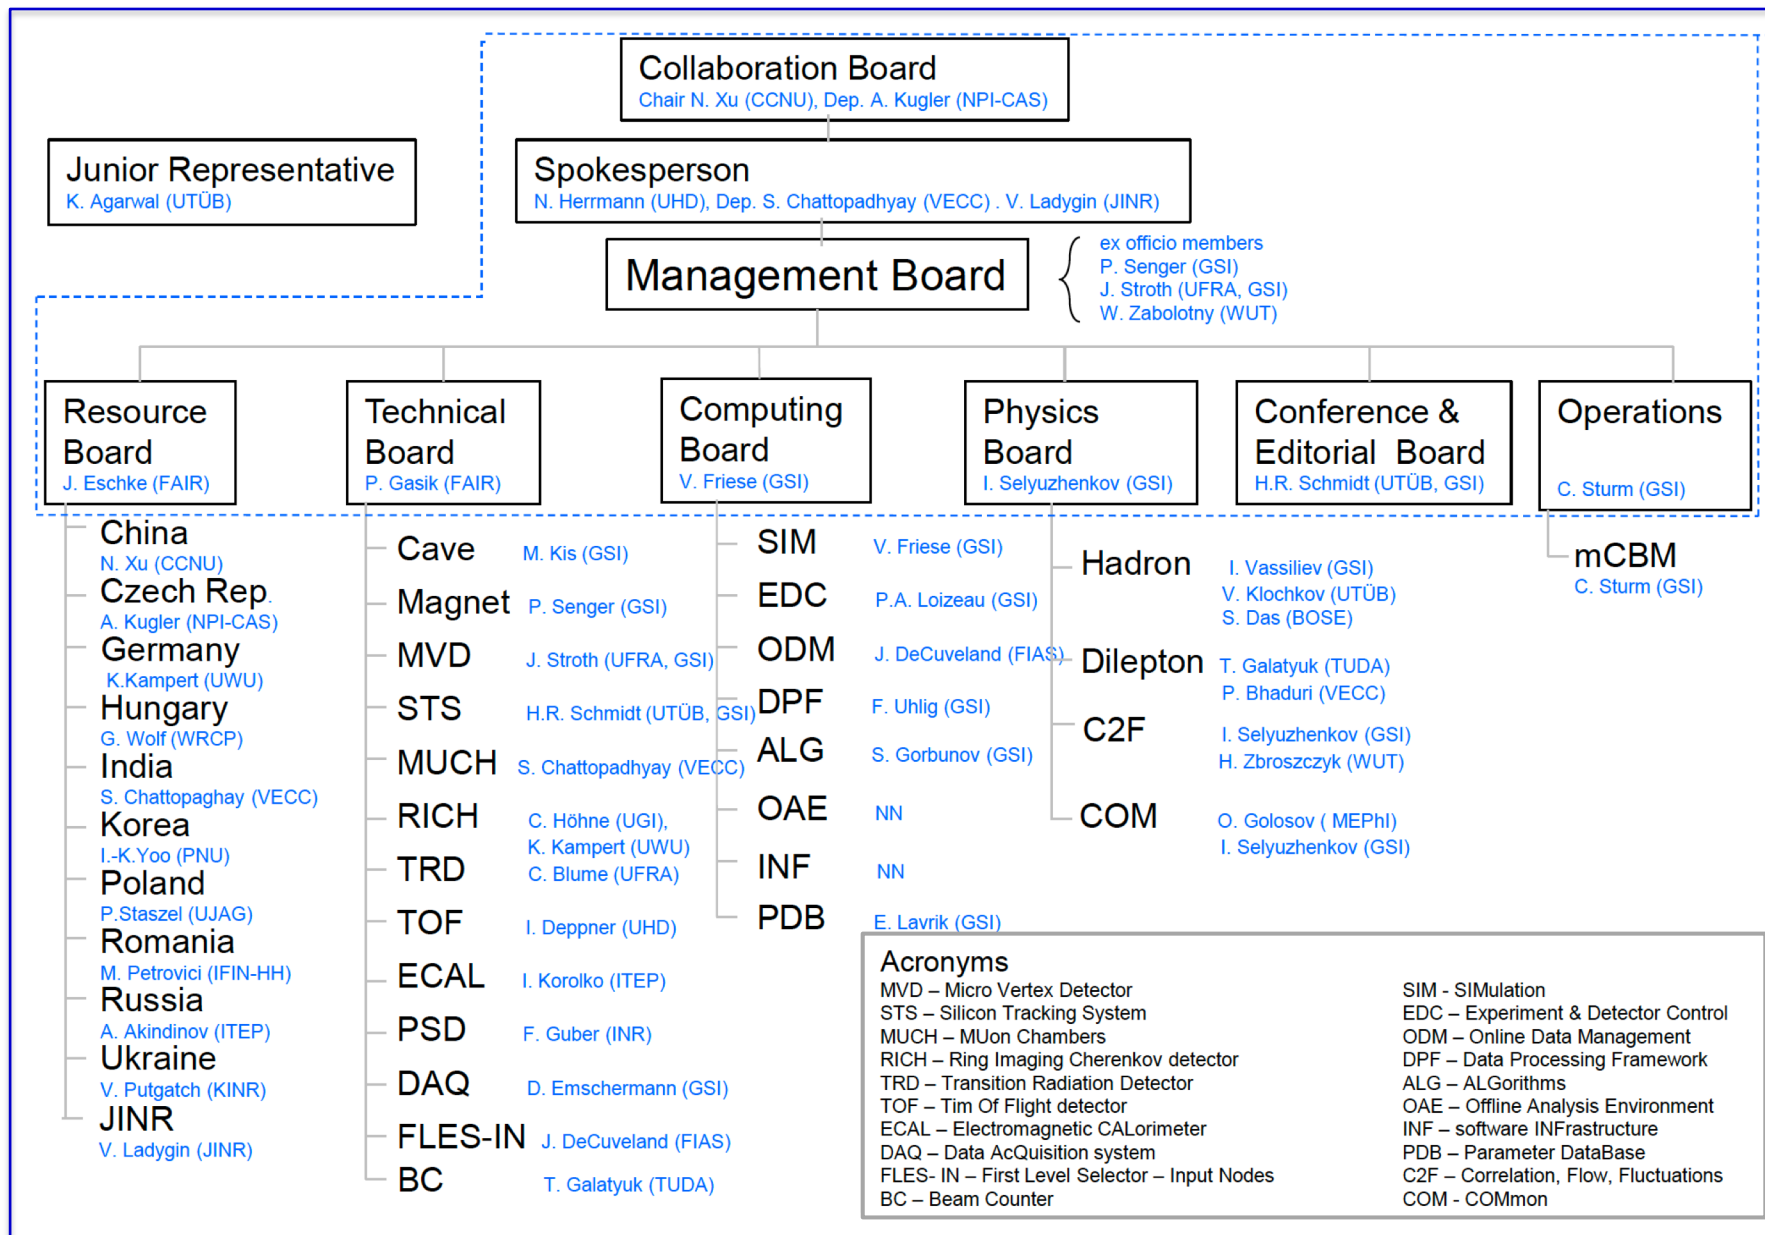 Collaboration Board
Chair N. Xu (CCNU), Dep. A. Kugler (NPI-CAS)
Junior Representative
K. Agarwal (UTÜB)
Spokesperson
N. Herrmann (UHD), Dep. S. Chattopadhyay (VECC) . V. Ladygin (JINR)
Management Board
ex officio members
P. Senger (GSI)
J. Stroth (UFRA, GSI)
W. Zabolotny (WUT)
Resource
Board
J. Eschke (FAIR)
Technical
Board
P. Gasik (FAIR)
Computing
Board
V. Friese (GSI)
Physics
Board
I. Selyuzhenkov (GSI)
Conference &
Editorial Board
H.R. Schmidt (UTÜB, GSI)
Operations
C. Sturm (GSI)
China
N. Xu (CCNU)
Czech Rep.
A. Kugler (NPI-CAS)
Germany
K.Kampert (UWU)
Hungary
G. Wolf (WRCP)
India
S. Chattopaghay (VECC)
Korea
I.-K.Yoo (PNU)
Poland
P.Staszel (UJAG)
Romania
M. Petrovici (IFIN-HH)
Russia
A. Akindinov (ITEP)
Ukraine
V. Putgatch (KINR)
JINR
V. Ladygin (JINR)
Cave M. Kis (GSI)
Magnet P. Senger (GSI)
MVD J. Stroth (UFRA, GSI)
STS H.R. Schmidt (UTÜB, GSI)
MUCH S. Chattopadhyay (VECC)
RICH C. Höhne (UGI),
K. Kampert (UWU)
TRD C. Blume (UFRA)
TOF I. Deppner (UHD)
ECAL I. Korolko (ITEP)
PSD F. Guber (INR)
DAQ D. Emschermann (GSI)
FLES-IN J. DeCuveland (FIAS)
BC T. Galatyuk (TUDA)
SIM V. Friese (GSI)
EDC P.A. Loizeau (GSI)
ODM J. DeCuveland (FIAS)
DPF F. Uhlig (GSI)
ALG S. Gorbunov (GSI)
OAE NN
INF NN
PDB E. Lavrik (GSI)
Hadron I. Vassiliev (GSI)
V. Klochkov (UTÜB)
S. Das (BOSE)
Dilepton T. Galatyuk (TUDA)
P. Bhaduri (VECC)
C2F I. Selyuzhenkov (GSI)
H. Zbroszczyk (WUT)
COM O. Golosov ( MEPhI)
I. Selyuzhenkov (GSI)
mCBM
C. Sturm (GSI)
Acronyms
MVD – Micro Vertex Detector
STS – Silicon Tracking System
MUCH – MUon Chambers
RICH – Ring Imaging Cherenkov detector
TRD – Transition Radiation Detector
TOF – Tim Of Flight detector
ECAL – Electromagnetic CALorimeter
DAQ – Data AcQuisition system
FLES- IN – First Level Selector – Input Nodes
BC – Beam Counter
SIM - SIMulation
EDC – Experiment & Detector Control
ODM – Online Data Management
DPF – Data Processing Framework
ALG – ALGorithms
OAE – Offline Analysis Environment
INF – software INFrastructure
PDB – Parameter DataBase
C2F – Correlation, Flow, Fluctuations
COM - COMmon